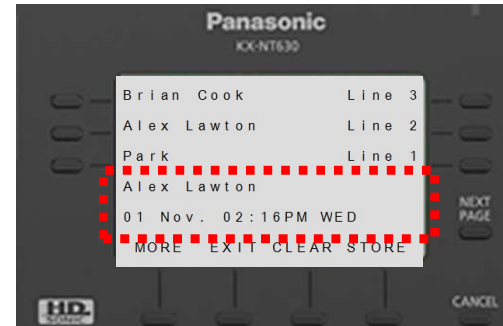 Panasonic
KX-NT630
Brian Cook Line 3
Alex Lawton Line 2
Park Line 1
Alex Lawton
01 Nov. 02:16PM WED
MORE EXIT CLEAR STORE
NEXT
PAGE
CANCEL
HD
SONIC